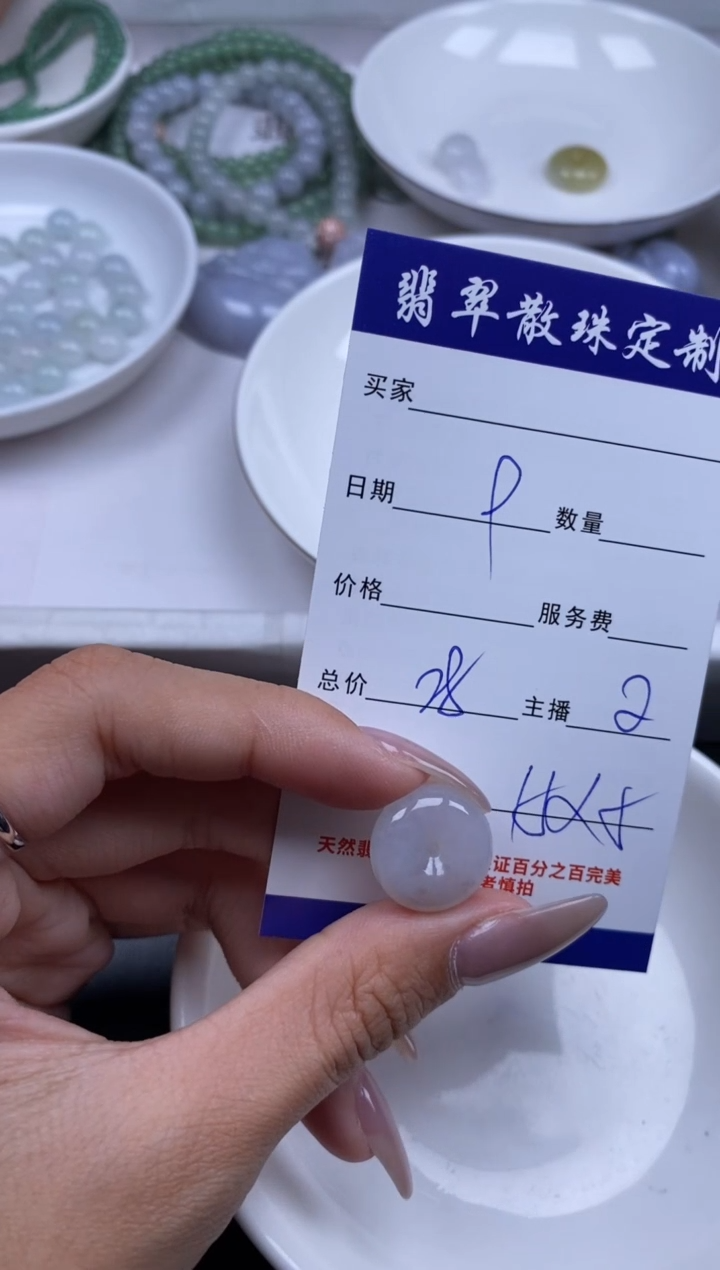 翡翠散珠定制
买家
日期 数量
价格 服务费
总价 28 主播 2
天然翡 证百分之百完美
者慎拍